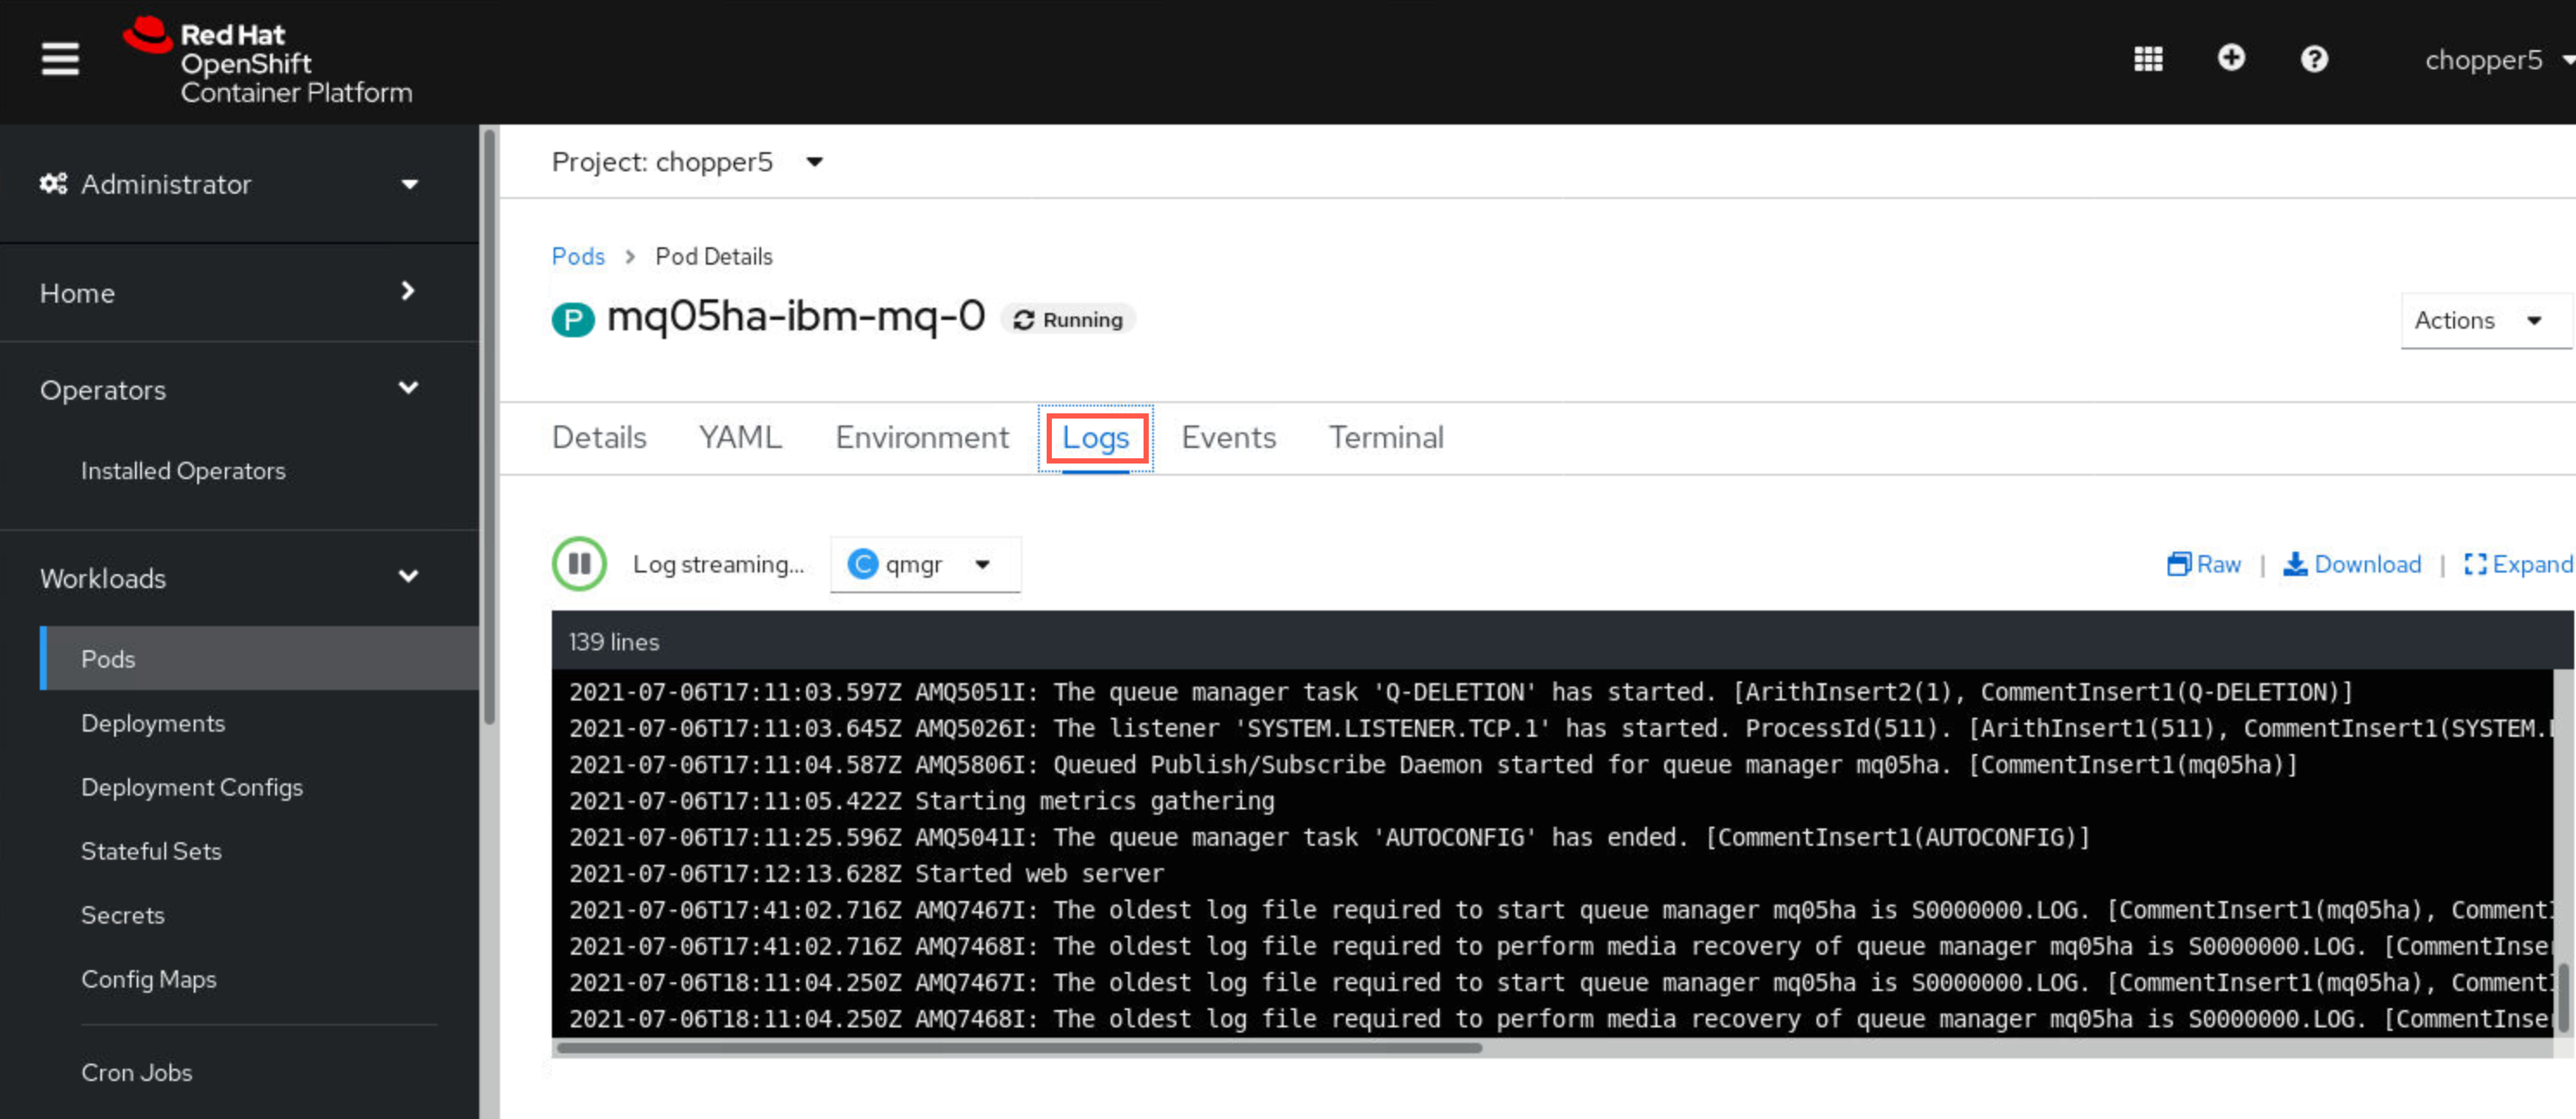 Red Hat
OpenShift
Container Platform
chopper5
Administrator
Home
Operators
Installed Operators
Workloads
Pods
Deployments
Deployment Configs
Stateful Sets
Secrets
Config Maps
Cron Jobs
Project: chopper5
Pods > Pod Details
P mq05ha-ibm-mq-0 Running
Actions
Details YAML Environment Logs Events Terminal
Log streaming... C qmgr
Raw | Download | Expand
139 lines
2021-07-06T17:11:03.597Z AMQ5051I: The queue manager task 'Q-DELETION' has started. [ArithInsert2(1), CommentInsert1(Q-DELETION)]
2021-07-06T17:11:03.645Z AMQ5026I: The listener 'SYSTEM.LISTENER.TCP.1' has started. ProcessId(511). [ArithInsert1(511), CommentInsert1(SYSTEM.
2021-07-06T17:11:04.587Z AMQ5806I: Queued Publish/Subscribe Daemon started for queue manager mq05ha. [CommentInsert1(mq05ha)]
2021-07-06T17:11:05.422Z Starting metrics gathering
2021-07-06T17:11:25.596Z AMQ5041I: The queue manager task 'AUTOCONFIG' has ended. [CommentInsert1(AUTOCONFIG)]
2021-07-06T17:12:13.628Z Started web server
2021-07-06T17:41:02.716Z AMQ7467I: The oldest log file required to start queue manager mq05ha is S0000000.LOG. [CommentInsert1(mq05ha), Comment
2021-07-06T17:41:02.716Z AMQ7468I: The oldest log file required to perform media recovery of queue manager mq05ha is S0000000.LOG. [CommentInse
2021-07-06T18:11:04.250Z AMQ7467I: The oldest log file required to start queue manager mq05ha is S0000000.LOG. [CommentInsert1(mq05ha), Comment
2021-07-06T18:11:04.250Z AMQ7468I: The oldest log file required to perform media recovery of queue manager mq05ha is S0000000.LOG. [CommentInse